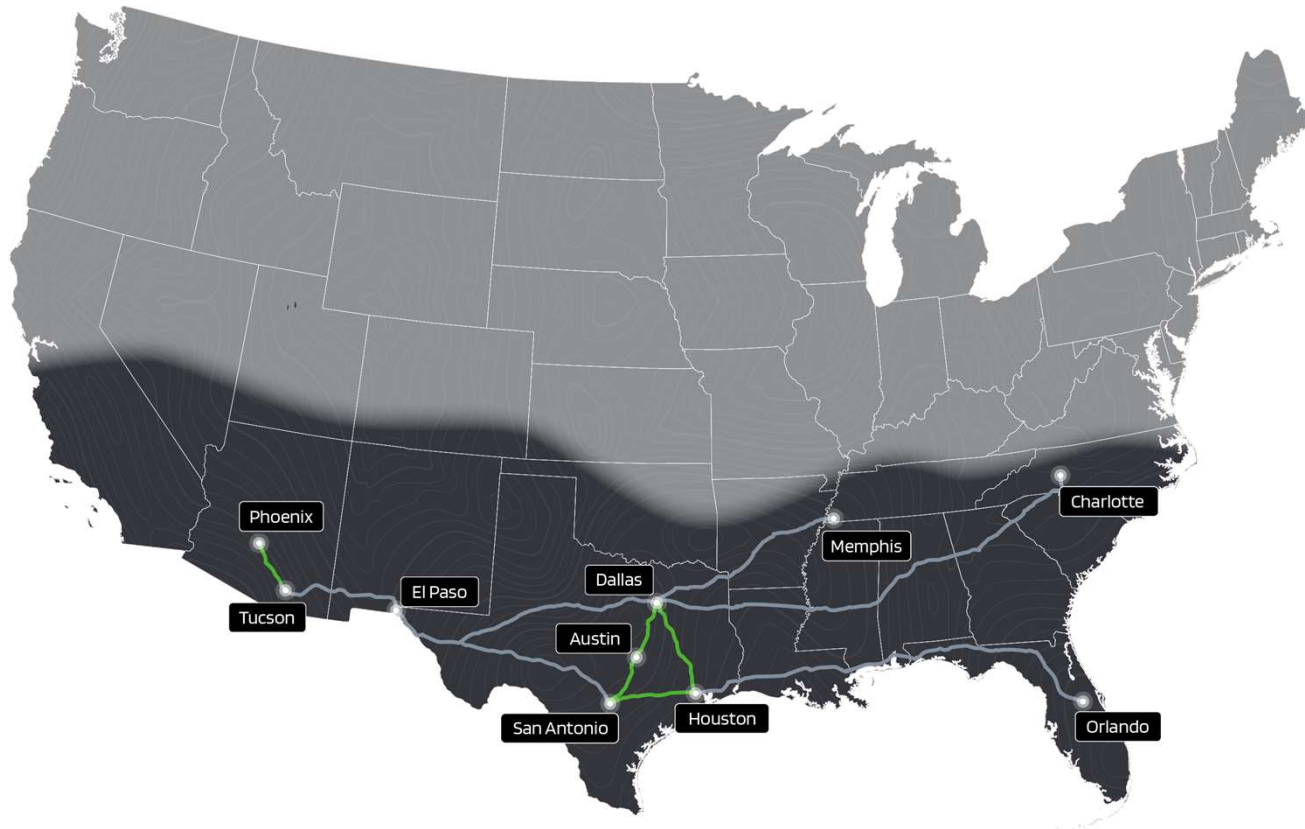 Phoenix
Charlotte
Memphis
Dallas
El Paso
Tucson
Austin
San Antonio
Houston
Orlando